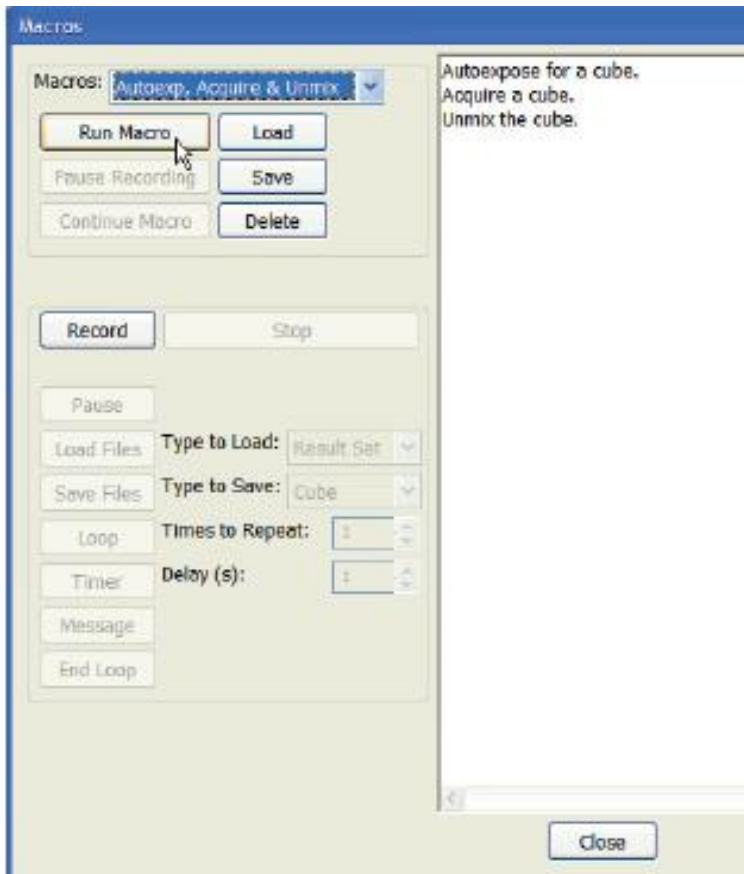 Macros
Macros: Autoexp, Acquire & Unmix
Run Macro Load
Pause Recording Save
Continue Macro Delete
Record Stop
Pause
Load Files Type to Load: Result Set
Save Files Type to Save: Cube
Loop Times to Repeat: 1
Timer Delay (s): 1
Message
End Loop
Autoexpose for a cube.
Acquire a cube.
Unmix the cube.
Close